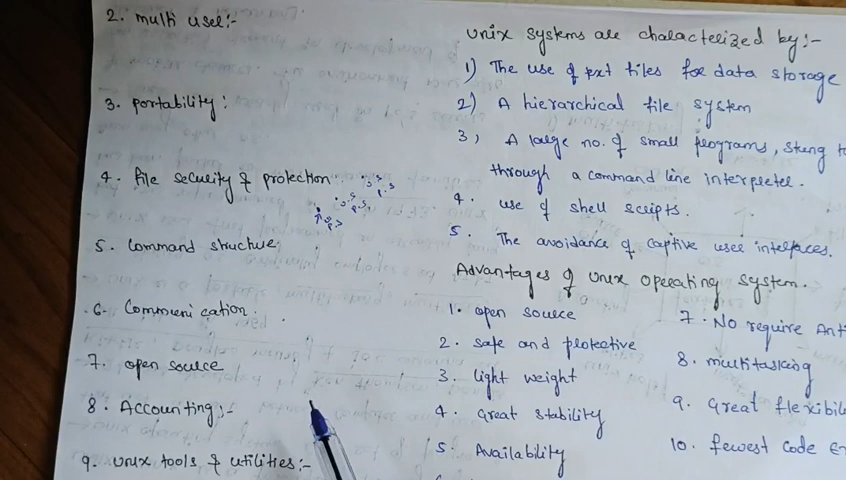 2. multi user:-
3. portability:
4. file security & protection
5. Command structure
6. Communication.
7. open source
8. Accounting:-
9. unix tools & utilities:-
unix systems are characterized by:-
1) The use of pxt files for data storage
2) A hierarchical file system
3, A large no. of small programs, strung
through a command line interpreter.
4. use of shell scripts.
5. The avoidance of captive user interfaces.
Advantages of unix operating system.
1. open source
2. safe and protective
3. light weight
4. Great stability
5. Availability
7. No require
8. multitasking
9. Great
10. fewest code